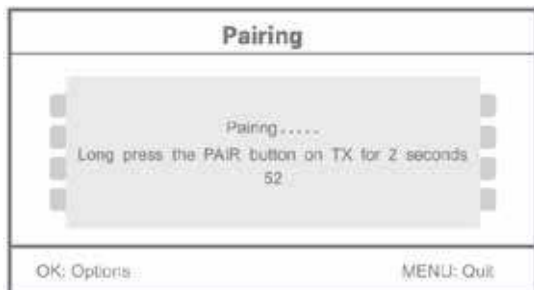 Pairing
Pairing.....
Long press the PAIR button on TX for 2 seconds
52
OK: Options
MENU: Quit